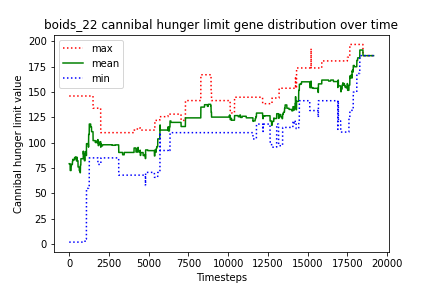 boids_22 cannibal hunger limit gene distribution over time
Cannibal hunger limit value
200
175
150
125
100
75
50
25
0
max
mean
min
0 2500 5000 7500 10000 12500 15000 17500 20000
Timesteps